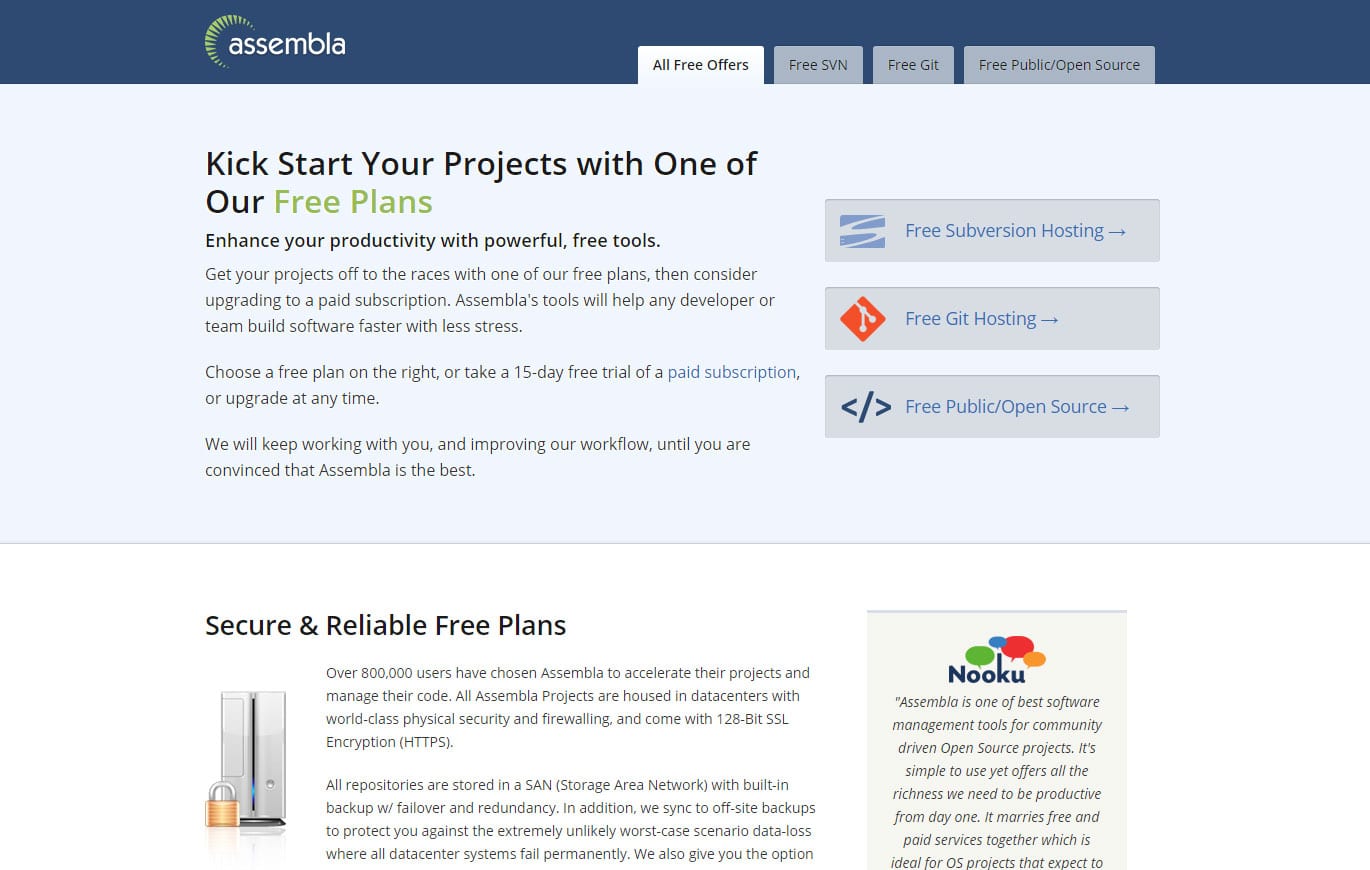 assembla
All Free Offers
Free SVN
Free Git
Free Public/Open Source
Kick Start Your Projects with One of
Our Free Plans
Enhance your productivity with powerful, free tools.
Get your projects off to the races with one of our free plans, then consider
upgrading to a paid subscription. Assembla's tools will help any developer or
team build software faster with less stress.
Choose a free plan on the right, or take a 15-day free trial of a paid subscription,
or upgrade at any time.
We will keep working with you, and improving our workflow, until you are
convinced that Assembla is the best.
Free Subversion Hosting →
Free Git Hosting →
</> Free Public/Open Source →
Secure & Reliable Free Plans
Over 800,000 users have chosen Assembla to accelerate their projects and
manage their code. All Assembla Projects are housed in datacenters with
world-class physical security and firewalling, and come with 128-Bit SSL
Encryption (HTTPS).
All repositories are stored in a SAN (Storage Area Network) with built-in
backup w/ failover and redundancy. In addition, we sync to off-site backups
to protect you against the extremely unlikely worst-case scenario data-loss
where all datacenter systems fail permanently. We also give you the option
Nooku
"Assembla is one of best software
management tools for community
driven Open Source projects. It's
simple to use yet offers all the
richness we need to be productive
from day one. It marries free and
paid services together which is
ideal for OS projects that expect to